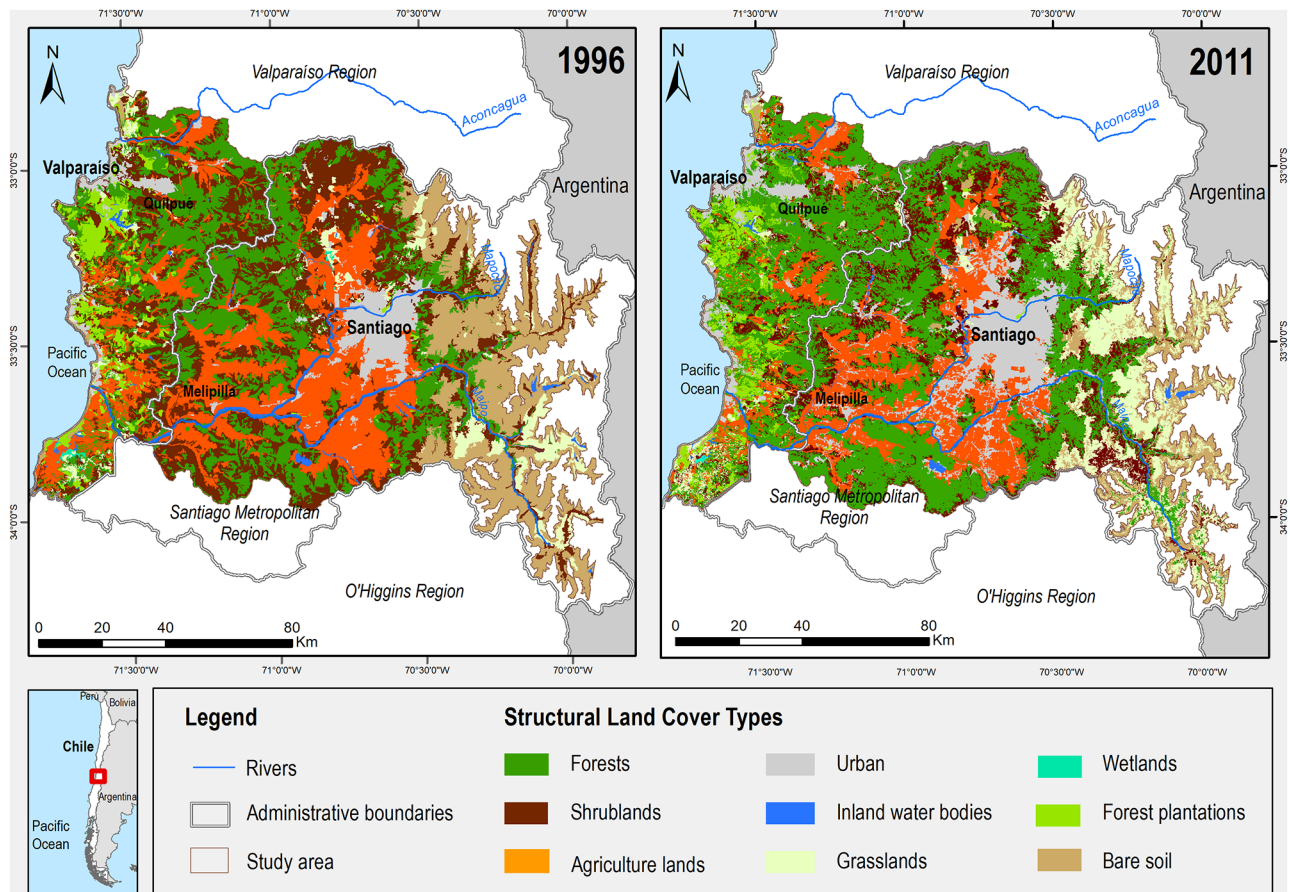 71°30'0"W
71°0'0"W
70°30'0"W
70°0'0"W
N
1996
Valparaíso Region
Aconcagua
Valparaíso
Quilpue
Argentina
Mapocho
Santiago
Pacific
Ocean
Melipilla
Maipo
Santiago Metropolitan
Region
O'Higgins Region
0 20 40 80
Km
71°30'0"W
71°0'0"W
70°30'0"W
70°0'0"W
33°0'0"S
33°30'0"S
34°0'0"S
71°30'0"W
71°0'0"W
70°30'0"W
70°0'0"W
N
2011
Valparaíso Region
Aconcagua
Valparaíso
Quilpue
Argentina
Santiago
Pacific
Ocean
Melipilla
Santiago Metropolitan
Region
O'Higgins Region
0 20 40 80
Km
71°30'0"W
71°0'0"W
70°30'0"W
70°0'0"W
33°0'0"S
33°30'0"S
34°0'0"S
Perú
Bolivia
Chile
Argentina
Pacific
Ocean
Legend
Rivers
Administrative boundaries
Study area
Structural Land Cover Types
Forests
Shrublands
Agriculture lands
Urban
Inland water bodies
Grasslands
Wetlands
Forest plantations
Bare soil